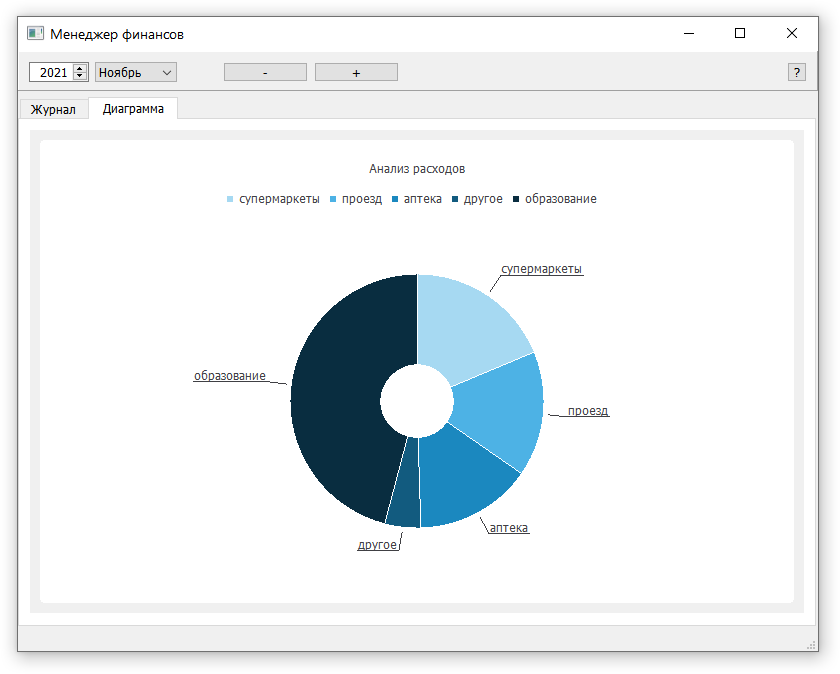 Менеджер финансов
2021 Ноябрь - + ?
Журнал Диаграмма
Анализ расходов
супермаркеты проезд аптека другое образование
супермаркеты
образование
проезд
аптека
другое